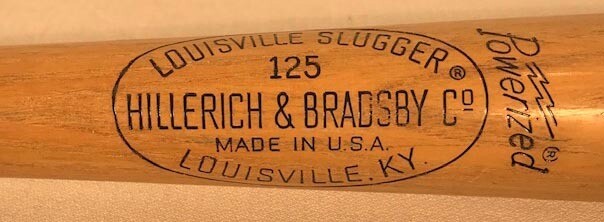 LOUISVILLE SLUGGER®
125
HILLERICH & BRADSBY Cº
MADE IN U.S.A.
LOUISVILLE, KY.
Powerized®